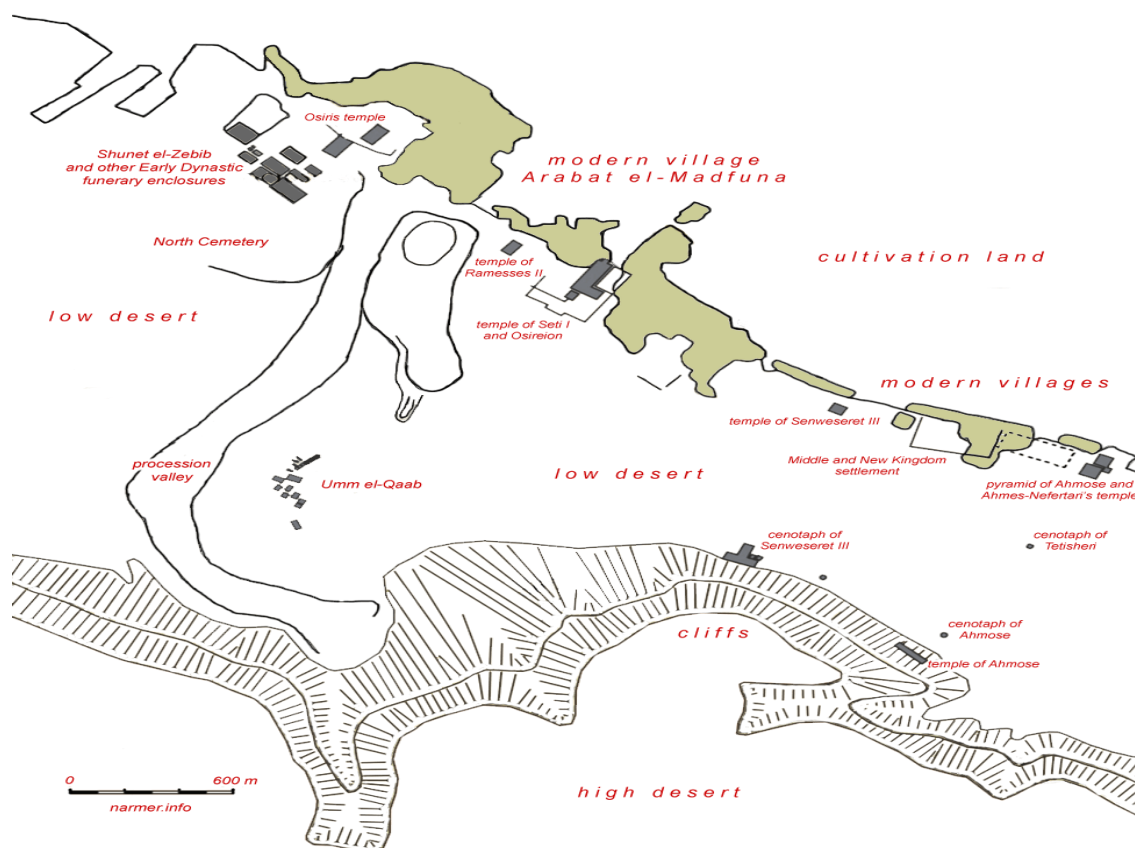 Osiris temple
Shunet el-Zebib
and other Early Dynastic
funerary enclosures
modern village
Arabat el-Madfuna
North Cemetery
temple of
Ramesses II
cultivation land
low desert
temple of Seti I
and Osireion
modern villages
temple of Senweseret III
procession
valley
Umm el-Qaab
low desert
Middle and New Kingdom
settlement
pyramid of Ahmose and
Ahmes-Nefertari's temple
cenotaph of
Senweseret III
cenotaph of
Tetisheri
cliffs
cenotaph of
Ahmose
temple of Ahmose
0 600 m
narmer.info
high desert